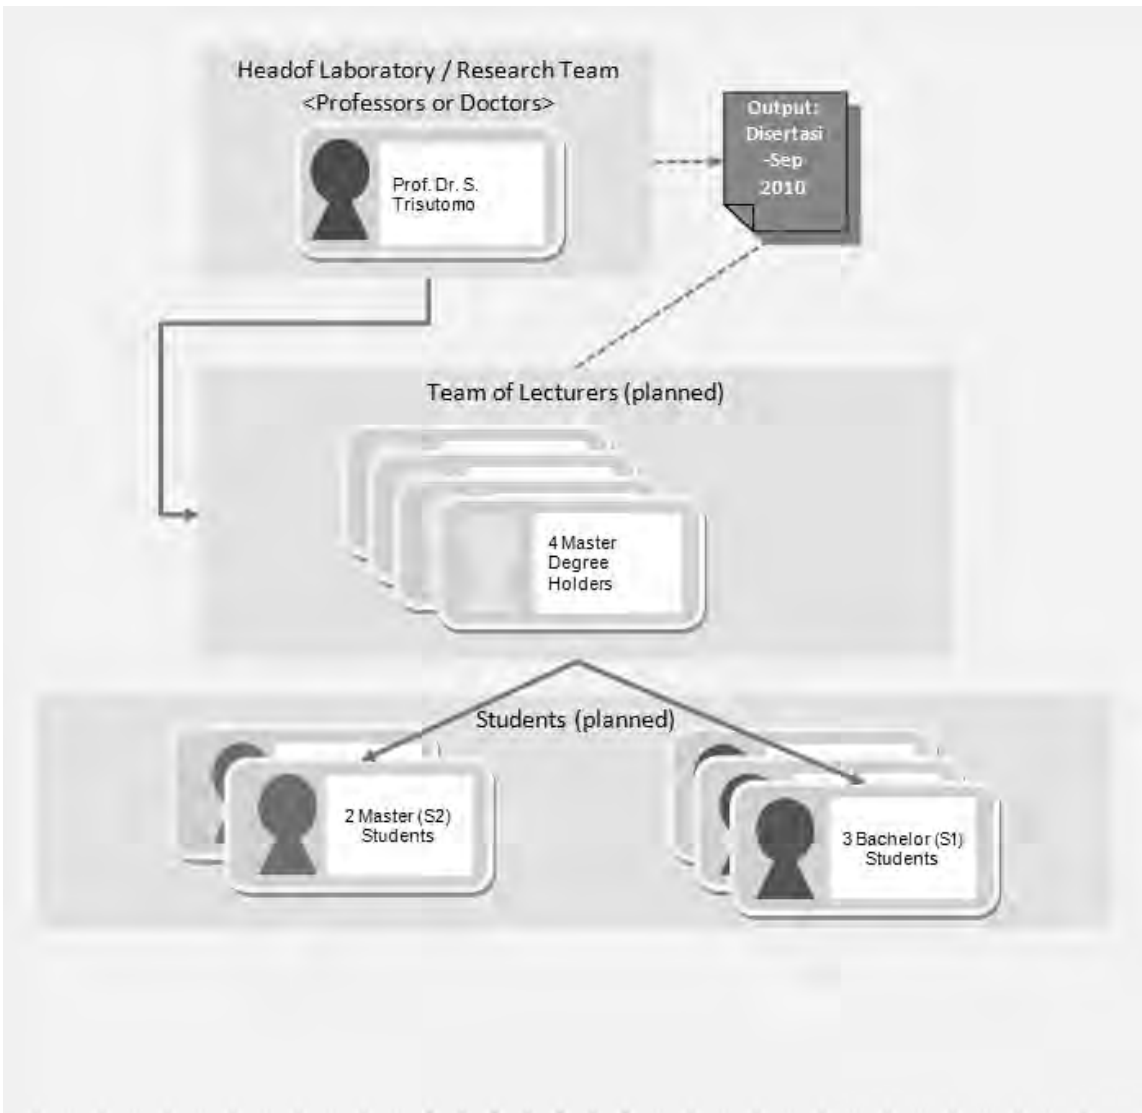 Headof Laboratory / Research Team
<Professors or Doctors>
Prof. Dr. S.
Trisutomo
Output:
Disertasi
-Sep
2010
Team of Lecturers (planned)
4 Master
Degree
Holders
Students (planned)
2 Master (S2)
Students
3 Bachelor (S1)
Students